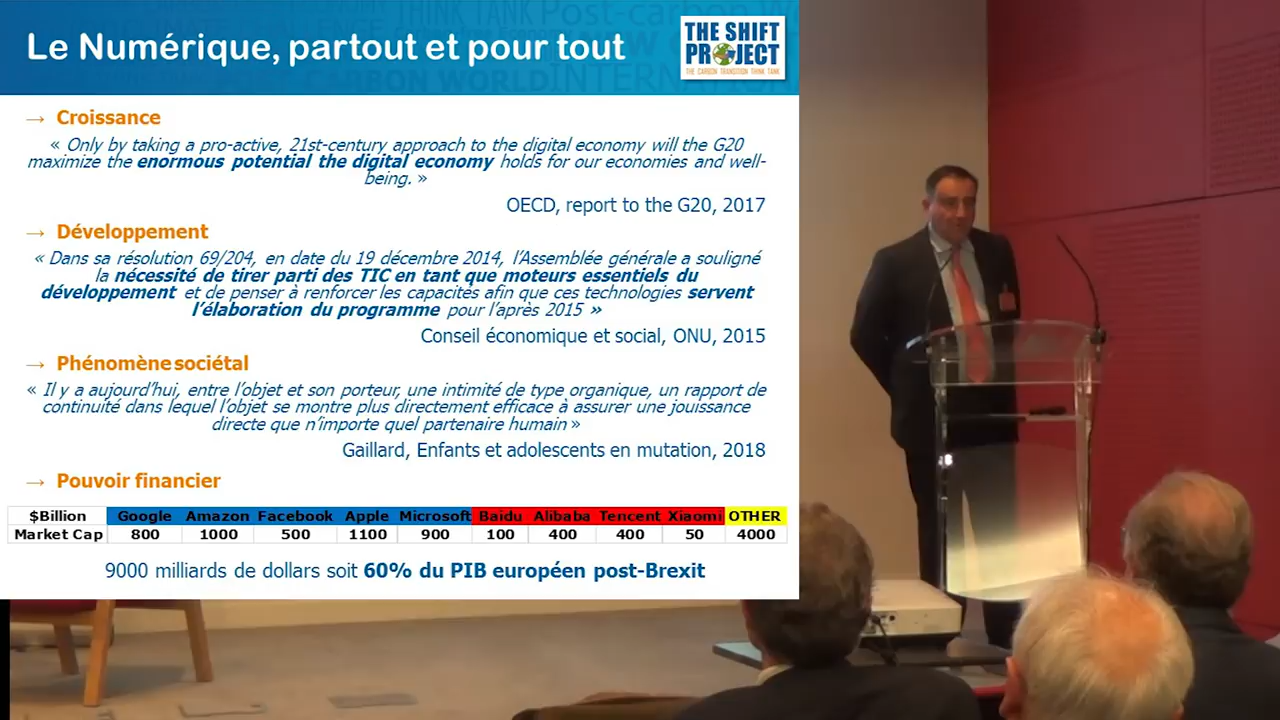 Le Numérique, partout et pour tout
THE SHIFT
PROJECT
THE CARBON TRANSITION THINK TANK
→ Croissance
« Only by taking a pro-active, 21st-century approach to the digital economy will the G20
maximize the enormous potential the digital economy holds for our economies and well-
being. »
OECD, report to the G20, 2017
→ Développement
« Dans sa résolution 69/204, en date du 19 décembre 2014, l’Assemblée générale a souligné
la nécessité de tirer parti des TIC en tant que moteurs essentiels du
développement et de penser à renforcer les capacités afin que ces technologies servent
l’élaboration du programme pour l’après 2015 »
Conseil économique et social, ONU, 2015
→ Phénomène sociétal
« Il y a aujourd’hui, entre l’objet et son porteur, une intimité de type organique, un rapport de
continuité dans lequel l’objet se montre plus directement efficace à assurer une jouissance
directe que n’importe quel partenaire humain »
Gaillard, Enfants et adolescents en mutation, 2018
→ Pouvoir financier
$Billion Google Amazon Facebook Apple Microsoft Baidu Alibaba Tencent Xiaomi OTHER
Market Cap 800 1000 500 1100 900 100 400 400 50 4000
9000 milliards de dollars soit 60% du PIB européen post-Brexit